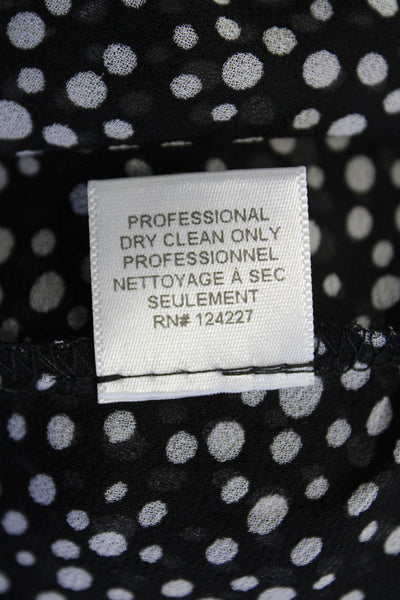 PROFESSIONAL
DRY CLEAN ONLY
PROFESSIONNEL
NETTOYAGE À SEC
SEULEMENT
RN# 124227